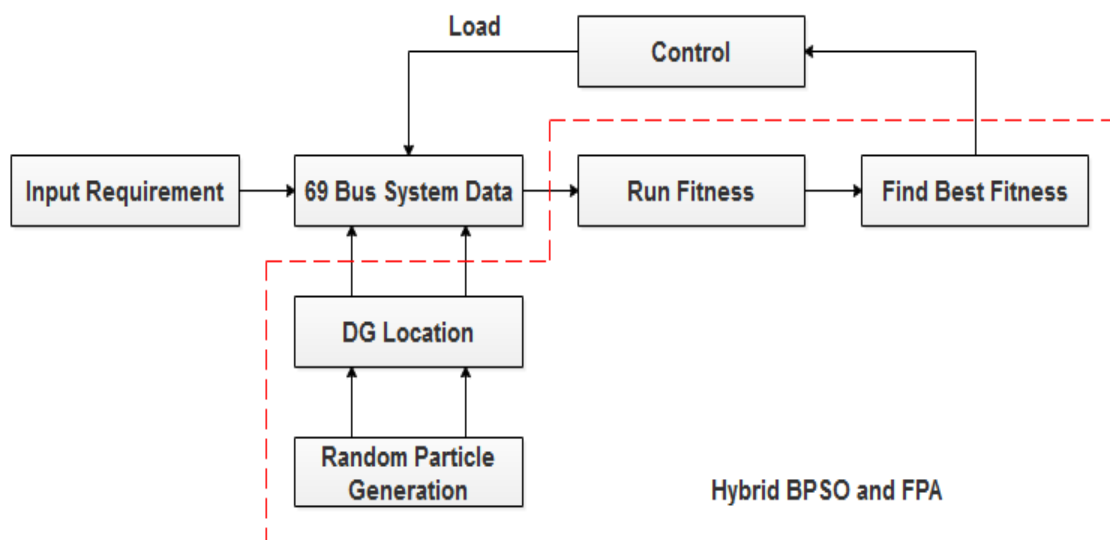 Load
Control
Input Requirement
69 Bus System Data
Run Fitness
Find Best Fitness
DG Location
Random Particle
Generation
Hybrid BPSO and FPA